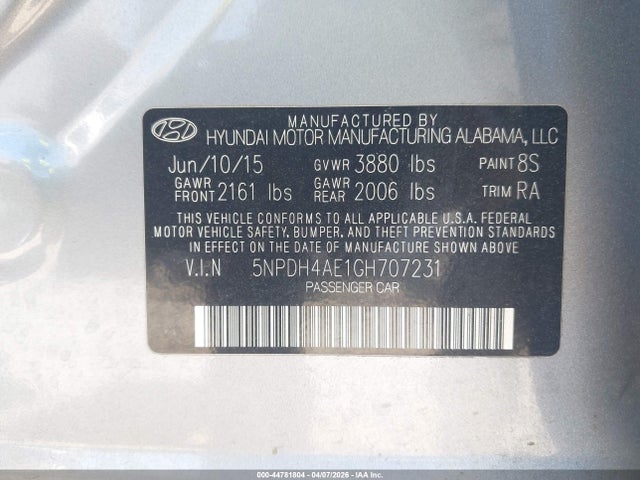 MANUFACTURED BY
HYUNDAI MOTOR MANUFACTURING ALABAMA, LLC
Jun/10/15 GVWR 3880 lbs PAINT 8S
GAWR FRONT 2161 lbs GAWR REAR 2006 lbs TRIM RA
THIS VEHICLE CONFORMS TO ALL APPLICABLE U.S.A. FEDERAL
MOTOR VEHICLE SAFETY, BUMPER, AND THEFT PREVENTION
STANDARDS IN EFFECT ON THE DATE OF MANUFACTURE SHOWN ABOVE.
V.I.N 5NPDH4AE1GH707231
PASSENGER CAR
000-44781804 - 04/07/2026 - © IAA, Inc.